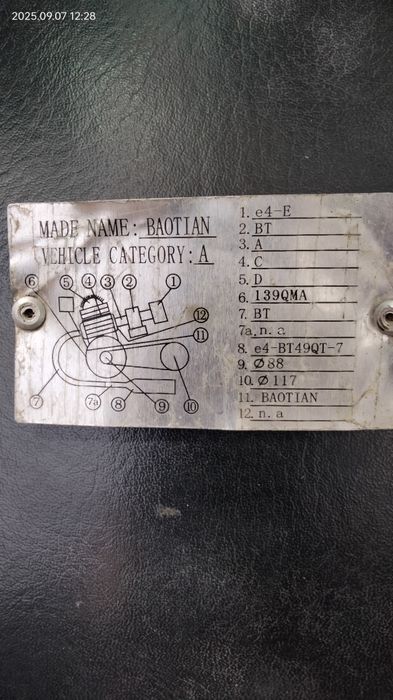 2025.09.07 12:28
MADE NAME: BAOTIAN
VEHICLE CATEGORY: A
⑥ ⑤ ④ ③ ② ①
⑫
⑪
⑦ 7a ⑧ ⑨ ⑩
1. e4-E
2. BT
3. A
4. C
5. D
6. 139QMA
7. BT
7a. n.a
8. e4-BT49QT-7
9. Ø88
10. Ø117
11. BAOTIAN
12. n.a